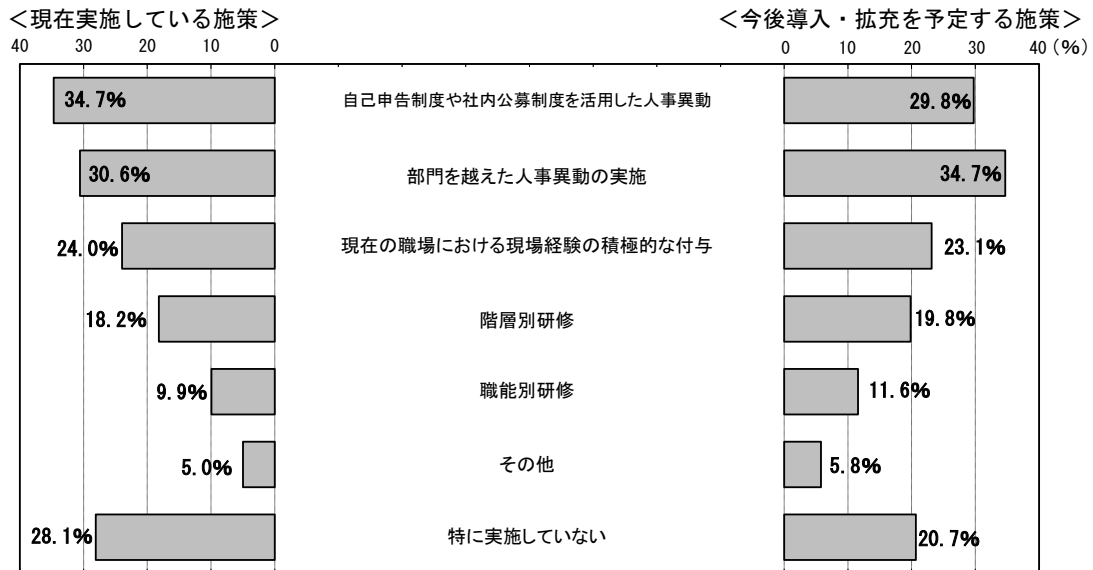 ＜現在実施している施策＞ ＜今後導入・拡充を予定する施策＞
40 30 20 10 0 0 10 20 30 40 (%)
34.7% 自己申告制度や社内公募制度を活用した人事異動 29.8%
30.6% 部門を越えた人事異動の実施 34.7%
24.0% 現在の職場における現場経験の積極的な付与 23.1%
18.2% 階層別研修 19.8%
9.9% 職能別研修 11.6%
5.0% その他 5.8%
28.1% 特に実施していない 20.7%